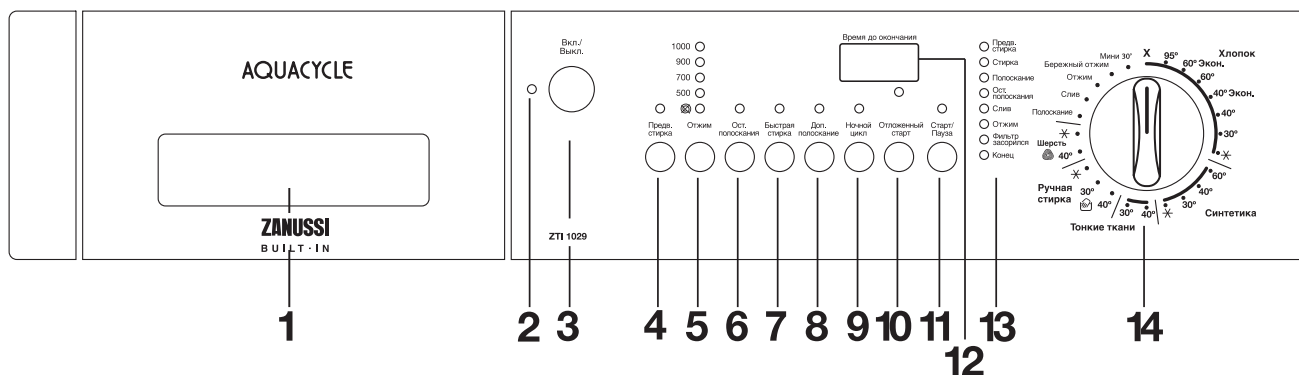 AQUACYCLE
ZANUSSI
BUILT·IN
Вкл./
Выкл.
ZTI 1029
1000
900
700
500
Предв.
стирка
Отжим
Ост.
полоскания
Быстрая
стирка
Доп.
полоскание
Ночной
цикл
Отложенный
старт
Старт/
Пауза
Время до окончания
Предв.
стирка
Стирка
Полоскание
Ост.
полоскания
Слив
Отжим
Фильтр
засорился
Конец
X
Хлопок
95°
60° Экон.
60°
40° Экон.
40°
30°
60°
40°
30°
Синтетика
40°
30°
Тонкие ткани
40°
30°
Ручная
стирка
40°
Шерсть
Полоскание
Слив
Отжим
Бережный отжим
Мини 30'
1
2
3
4
5
6
7
8
9
10
11
12
13
14